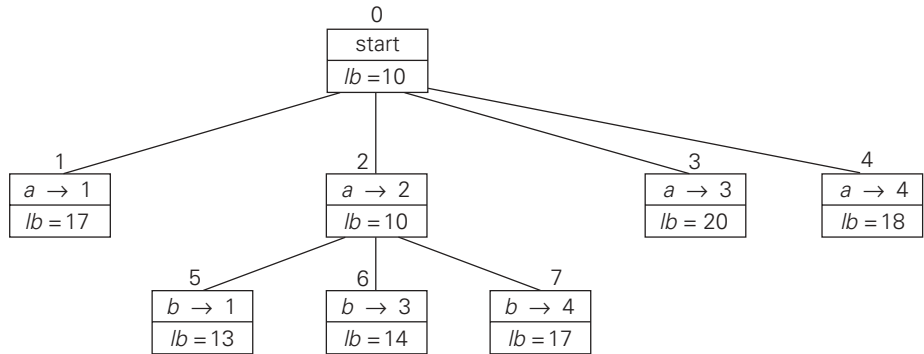 0
start
lb = 10
1 2 3 4
a → 1 a → 2 a → 3 a → 4
lb = 17 lb = 10 lb = 20 lb = 18
5 6 7
b → 1 b → 3 b → 4
lb = 13 lb = 14 lb = 17